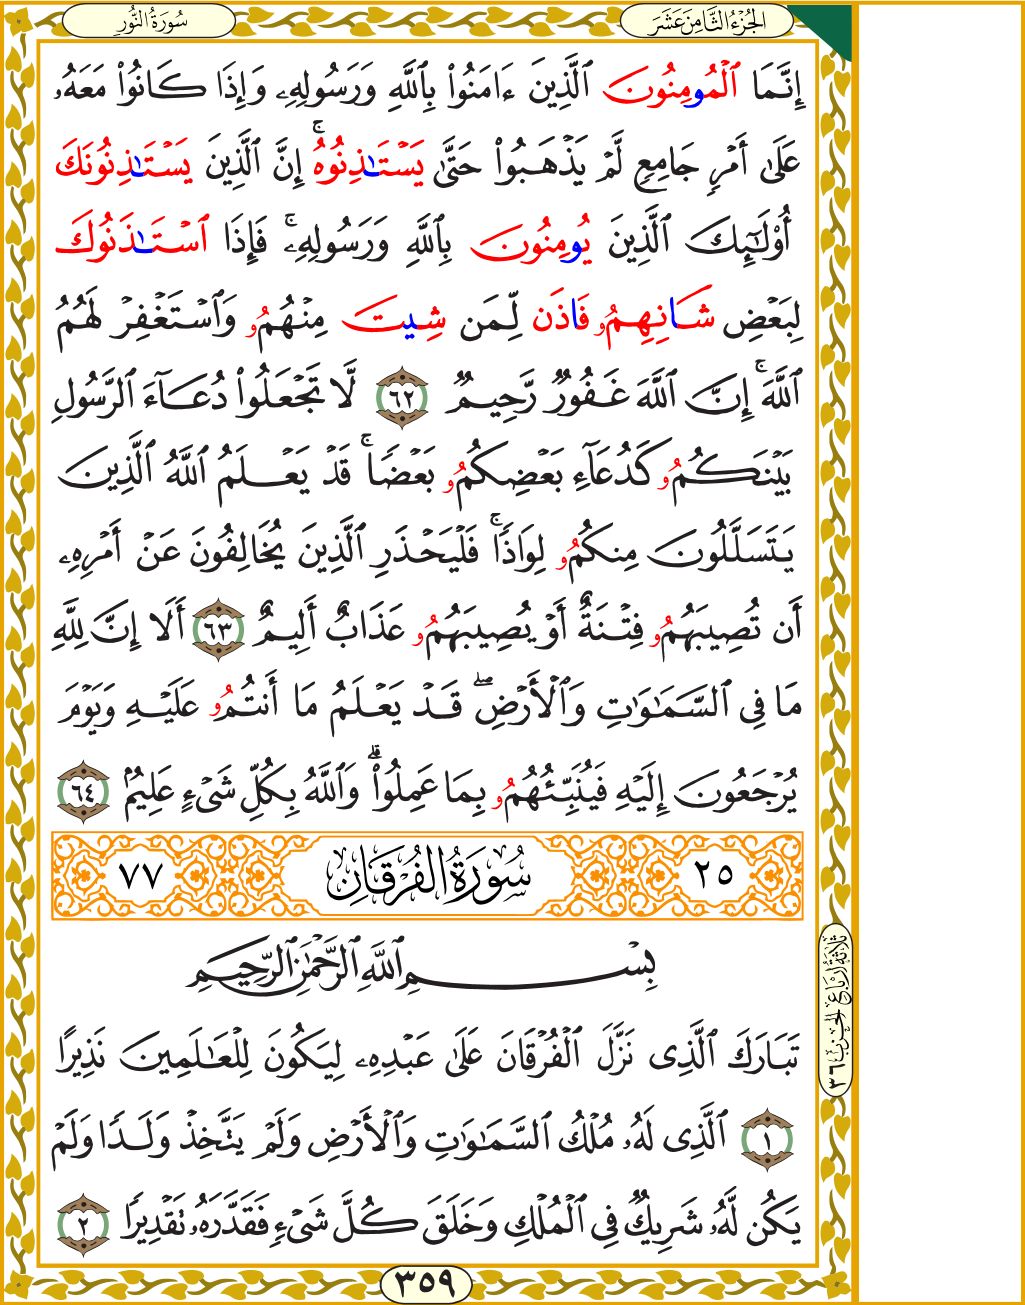 سُورَةُ النُّورِ
الجُزْءُ الثَّامِنَ عَشَرَ
إِنَّمَا ٱلْمُومِنُونَ ٱلَّذِينَ ءَامَنُوا۟ بِٱللَّهِ وَرَسُولِهِۦ وَإِذَا كَانُوا۟ مَعَهُۥ
عَلَىٰٓ أَمْرٍ جَامِعٍ لَّمْ يَذْهَبُوا۟ حَتَّىٰ يَسْتَـٰذِنُوهُ ۚ إِنَّ ٱلَّذِينَ يَسْتَـٰذِنُونَكَ
أُو۟لَـٰٓئِكَ ٱلَّذِينَ يُومِنُونَ بِٱللَّهِ وَرَسُولِهِۦ ۚ فَإِذَا ٱسْتَـٰذَنُوكَ
لِبَعْضِ شَانِهِمُۥ فَاذَن لِّمَن شِيتَ مِنْهُمُۥ وَٱسْتَغْفِرْ لَهُمُ
ٱللَّهَ ۚ إِنَّ ٱللَّهَ غَفُورٌ رَّحِيمٌ ٦٢ لَّا تَجْعَلُوا۟ دُعَآءَ ٱلرَّسُولِ
بَيْنَكُمُۥ كَدُعَآءِ بَعْضِكُمُۥ بَعْضًا ۚ قَدْ يَعْلَمُ ٱللَّهُ ٱلَّذِينَ
يَتَسَلَّلُونَ مِنكُمُۥ لِوَاذًا ۚ فَلْيَحْذَرِ ٱلَّذِينَ يُخَالِفُونَ عَنْ أَمْرِهِۦٓ
أَن تُصِيبَهُمُۥ فِتْنَةٌ أَوْ يُصِيبَهُمُۥ عَذَابٌ أَلِيمٌ ٦٣ أَلَآ إِنَّ لِلَّهِ
مَا فِى ٱلسَّمَـٰوَٰتِ وَٱلْأَرْضِ ۖ قَدْ يَعْلَمُ مَآ أَنتُمُۥ عَلَيْهِ وَيَوْمَ
يُرْجَعُونَ إِلَيْهِ فَيُنَبِّئُهُمُۥ بِمَا عَمِلُوا۟ ۗ وَٱللَّهُ بِكُلِّ شَىْءٍ عَلِيمٌۢ ٦٤
٢٥ سُورَةُ الفُرْقَانِ ٧٧
بِسْمِ ٱللَّهِ ٱلرَّحْمَـٰنِ ٱلرَّحِيمِ
تَبَارَكَ ٱلَّذِى نَزَّلَ ٱلْفُرْقَانَ عَلَىٰ عَبْدِهِۦ لِيَكُونَ لِلْعَـٰلَمِينَ نَذِيرًا
١ ٱلَّذِى لَهُۥ مُلْكُ ٱلسَّمَـٰوَٰتِ وَٱلْأَرْضِ وَلَمْ يَتَّخِذْ وَلَدًا وَلَمْ
يَكُن لَّهُۥ شَرِيكٌ فِى ٱلْمُلْكِ وَخَلَقَ كُلَّ شَىْءٍ فَقَدَّرَهُۥ تَقْدِيرًا ٢
ثلاثة أرباع الحزب ٣٦
٣٥٩